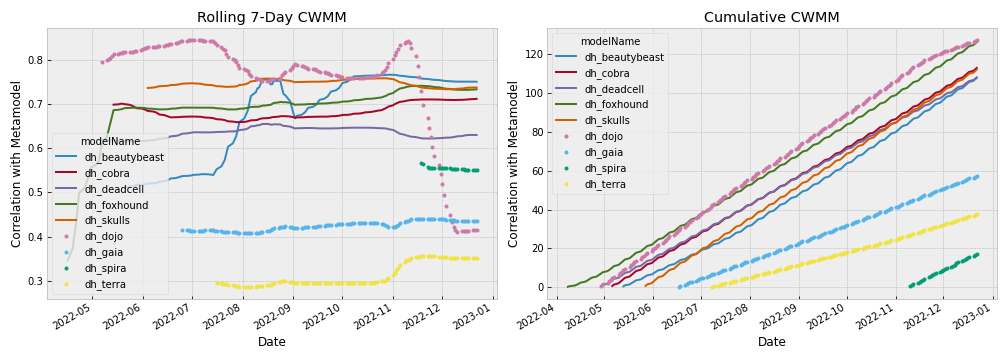 Rolling 7-Day CWMM
Correlation with Metamodel
0.8
0.7
0.6
0.5
0.4
0.3
modelName
dh_beautybeast
dh_cobra
dh_deadcell
dh_foxhound
dh_skulls
dh_dojo
dh_gaia
dh_spira
dh_terra
2022-05
2022-06
2022-07
2022-08
2022-09
2022-10
2022-11
2022-12
2023-01
Date
Cumulative CWMM
Correlation with Metamodel
120
100
80
60
40
20
0
modelName
dh_beautybeast
dh_cobra
dh_deadcell
dh_foxhound
dh_skulls
dh_dojo
dh_gaia
dh_spira
dh_terra
2022-04
2022-05
2022-06
2022-07
2022-08
2022-09
2022-10
2022-11
2022-12
2023-01
Date